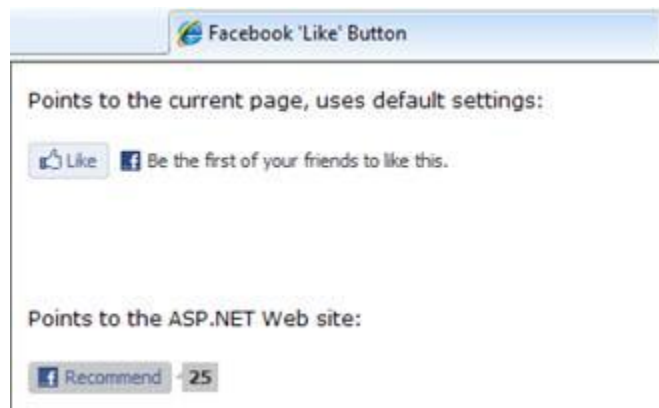 Facebook 'Like' Button
Points to the current page, uses default settings:
Like Be the first of your friends to like this.
Points to the ASP.NET Web site:
Recommend 25